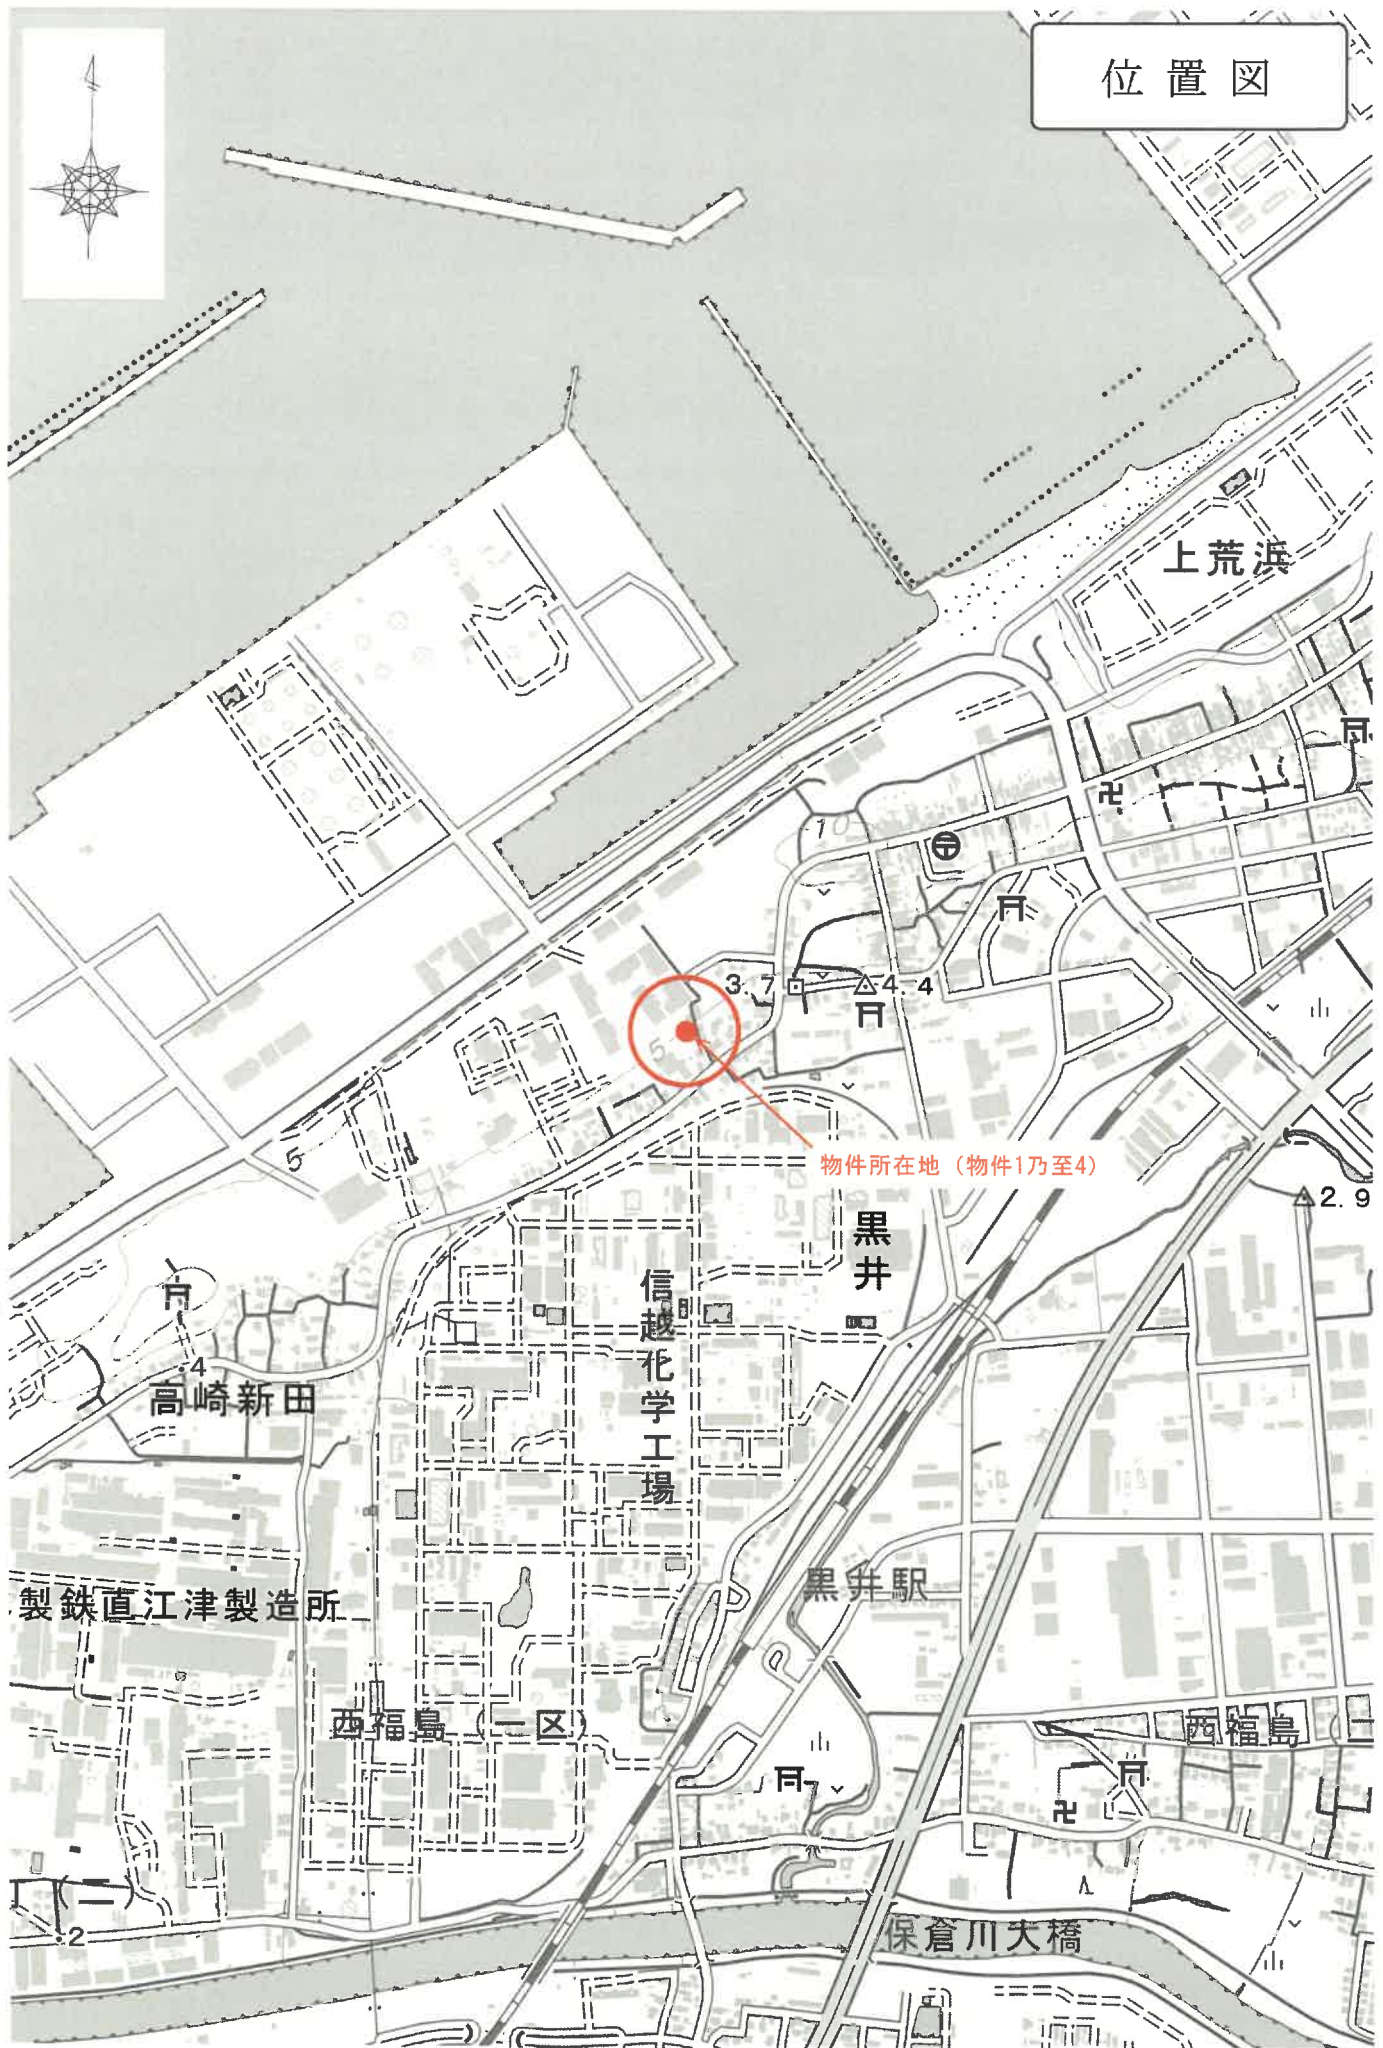 位置図
上荒浜
10
3.7
4.4
5
5
物件所在地（物件1乃至4）
2.9
黒井
信越化学工場
4
高崎新田
製鉄直江津製造所
黒井駅
西福島（一区）
西福島（二
（二）
2
保倉川大橋